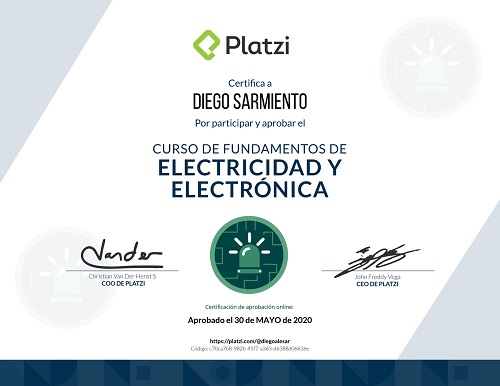 Platzi
Certifica a
DIEGO SARMIENTO
Por participar y aprobar el
CURSO DE FUNDAMENTOS DE
ELECTRICIDAD Y
ELECTRÓNICA
Christian Van Der Henst S.
COO DE PLATZI
John Freddy Vega
CEO DE PLATZI
Certificación de aprobación online:
Aprobado el 30 de MAYO de 2020
https://platzi.com/@diegoalesar
Código: